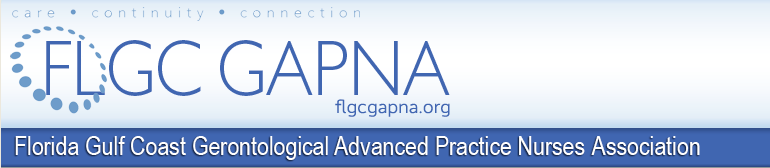 care • continuity • connection
FLGC GAPNA
flgcgapna.org
Florida Gulf Coast Gerontological Advanced Practice Nurses Association